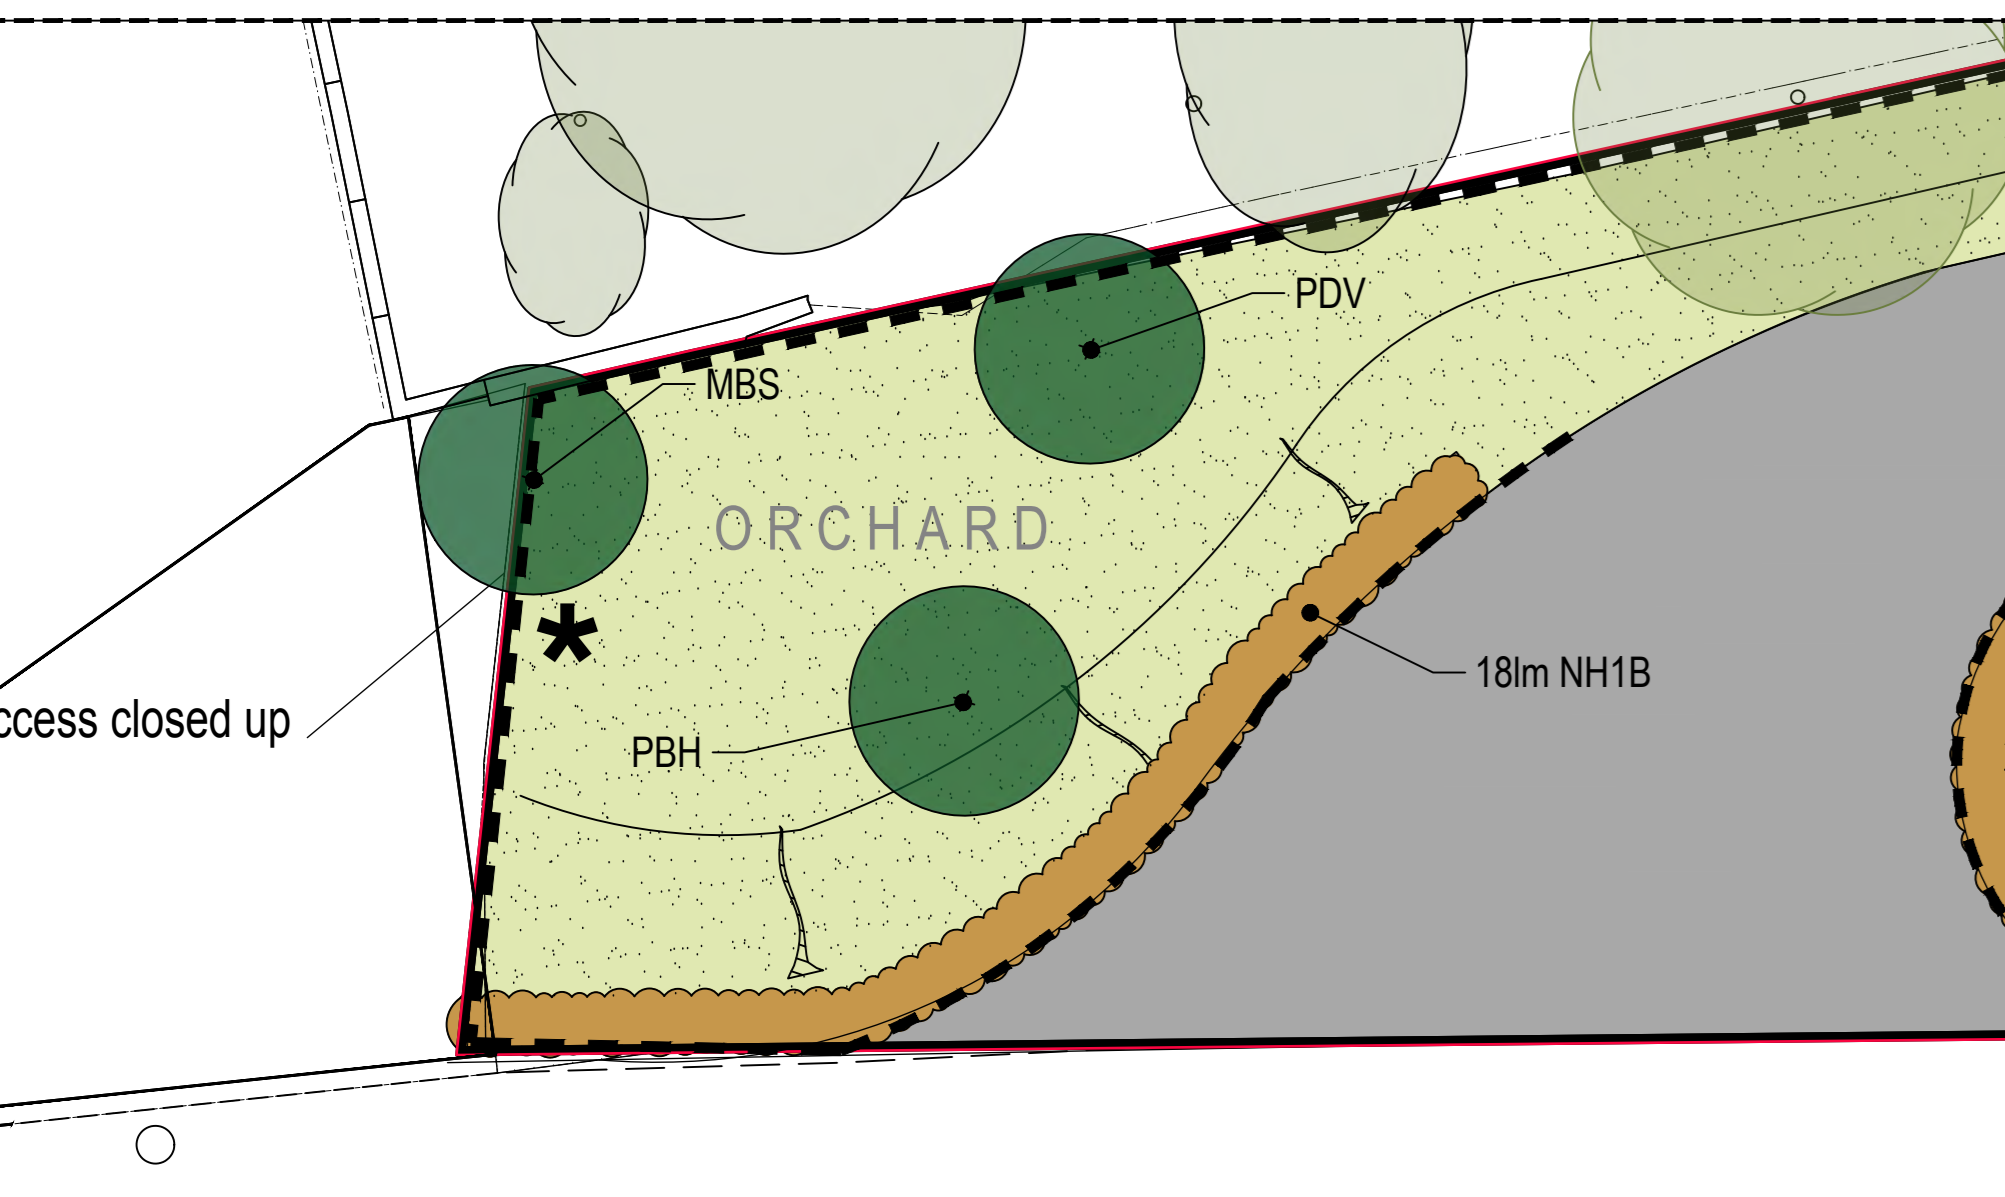 PDV
MBS
ORCHARD
*
18lm NH1B
ccess closed up
PBH